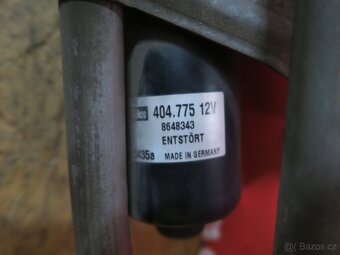 404.775 12V
8648343
ENTSTÖRT
MADE IN GERMANY
© Bazos.cz